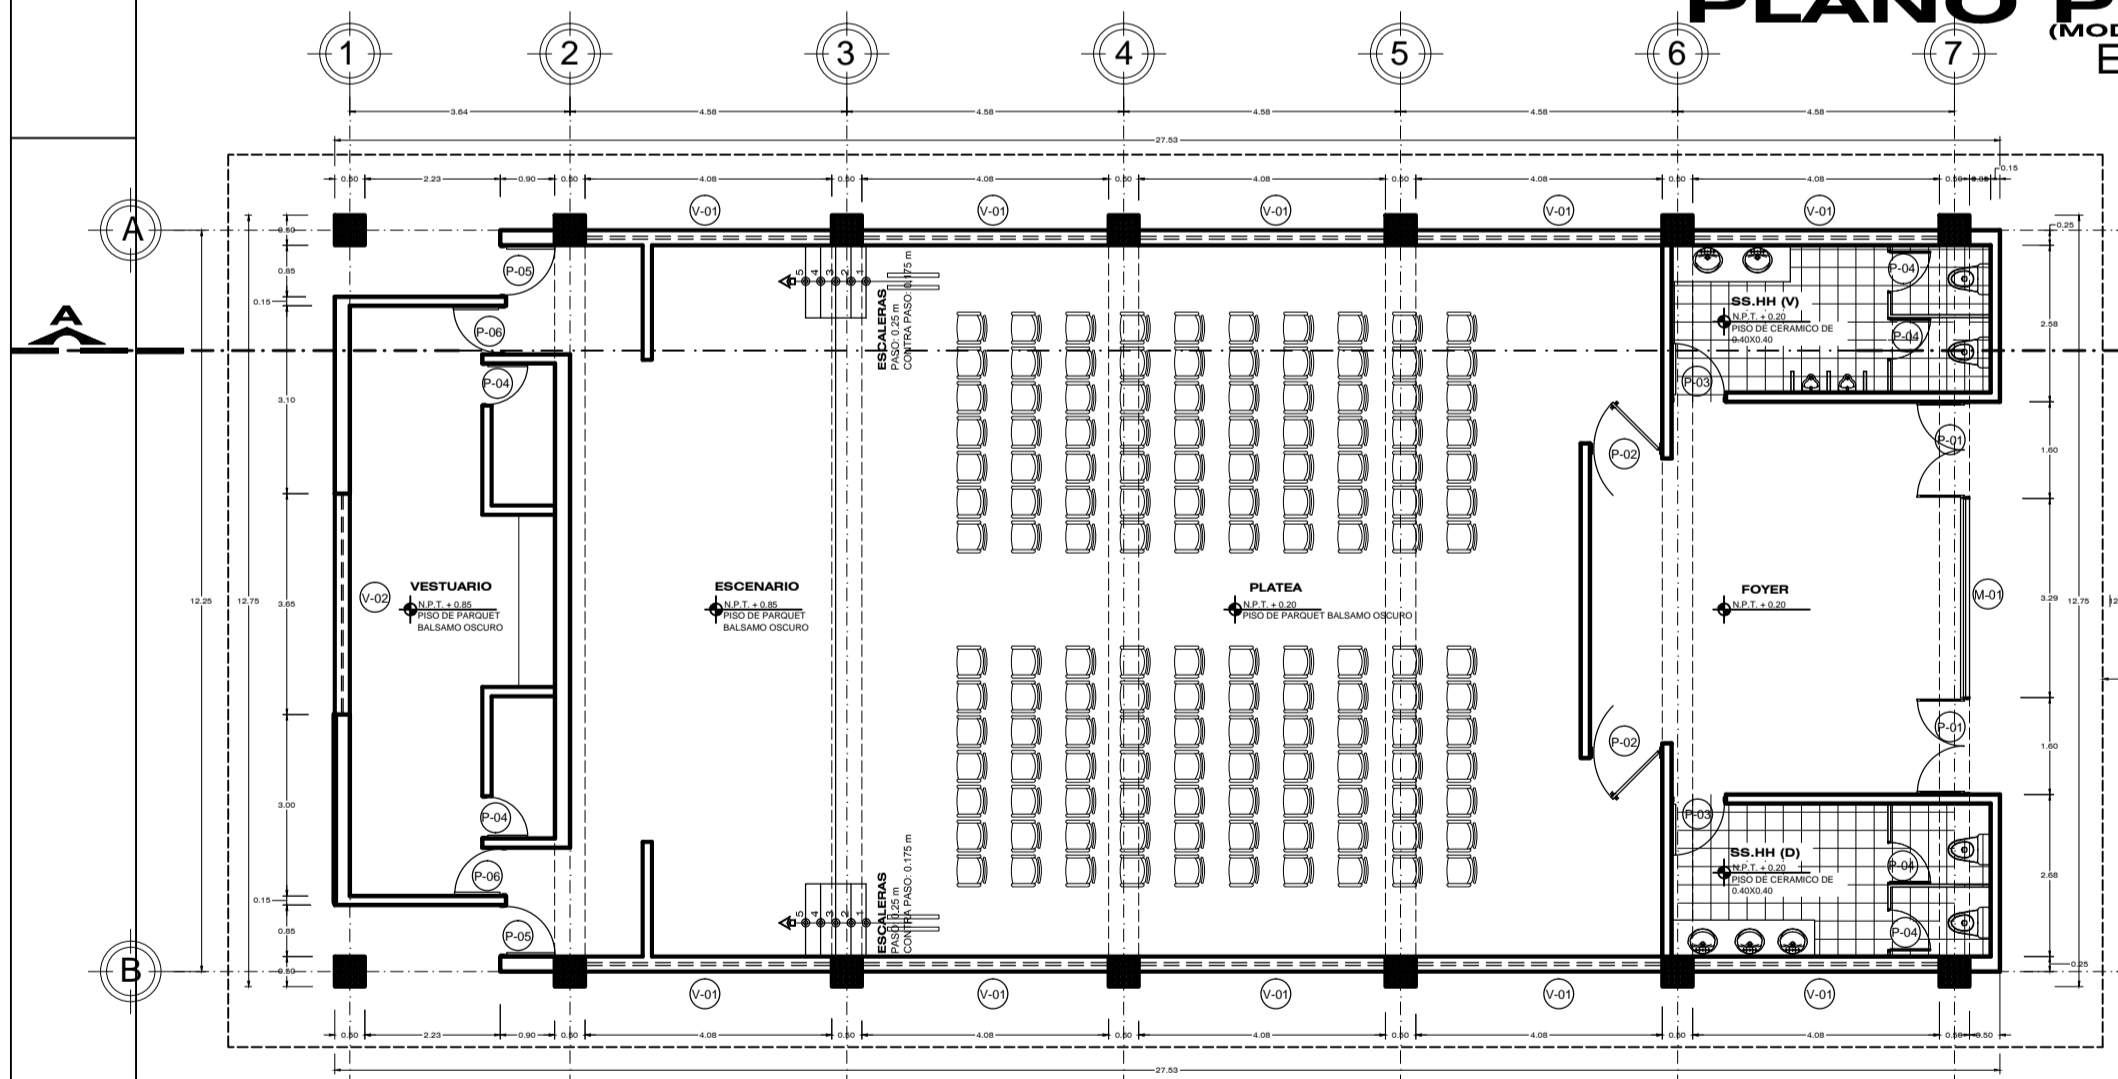 PLANO P
(MOD
E
1
2
3
4
5
6
7
3.64
4.58
4.58
4.58
4.58
4.58
27.53
0.15
0.50
2.23
0.90
0.50
4.08
0.50
4.08
0.50
4.08
0.50
4.08
0.50
4.08
0.50
V-01
V-01
V-01
V-01
V-01
A
A
B
0.50
0.85
0.15
3.10
3.65
3.00
0.15
0.85
0.50
12.25
12.75
P-05
P-06
P-04
5 4 3 2 1
ESCALERAS
PASO: 0.25 m
CONTRA PASO: 0.175 m
SS.HH (V)
N.P.T. + 0.20
PISO DE CERAMICO DE
0.40X0.40
P-04
P-04
P-03
P-02
P-01
0.25
2.58
1.60
3.29
12.75
12
1.60
2.68
0.25
V-02
VESTUARIO
N.P.T. + 0.85
PISO DE PARQUET
BALSAMO OSCURO
ESCENARIO
N.P.T. + 0.85
PISO DE PARQUET
BALSAMO OSCURO
PLATEA
N.P.T. + 0.20
PISO DE PARQUET BALSAMO OSCURO
FOYER
N.P.T. + 0.20
M-01
P-02
P-01
P-04
P-06
P-05
5 4 3 2 1
ESCALERAS
PASO: 0.25 m
CONTRA PASO: 0.175 m
P-03
SS.HH (D)
N.P.T. + 0.20
PISO DE CERAMICO DE
0.40X0.40
P-04
P-04
V-01
V-01
V-01
V-01
V-01
0.50
2.23
0.90
0.50
4.08
0.50
4.08
0.50
4.08
0.50
4.08
0.50
4.08
0.50
0.50
27.53